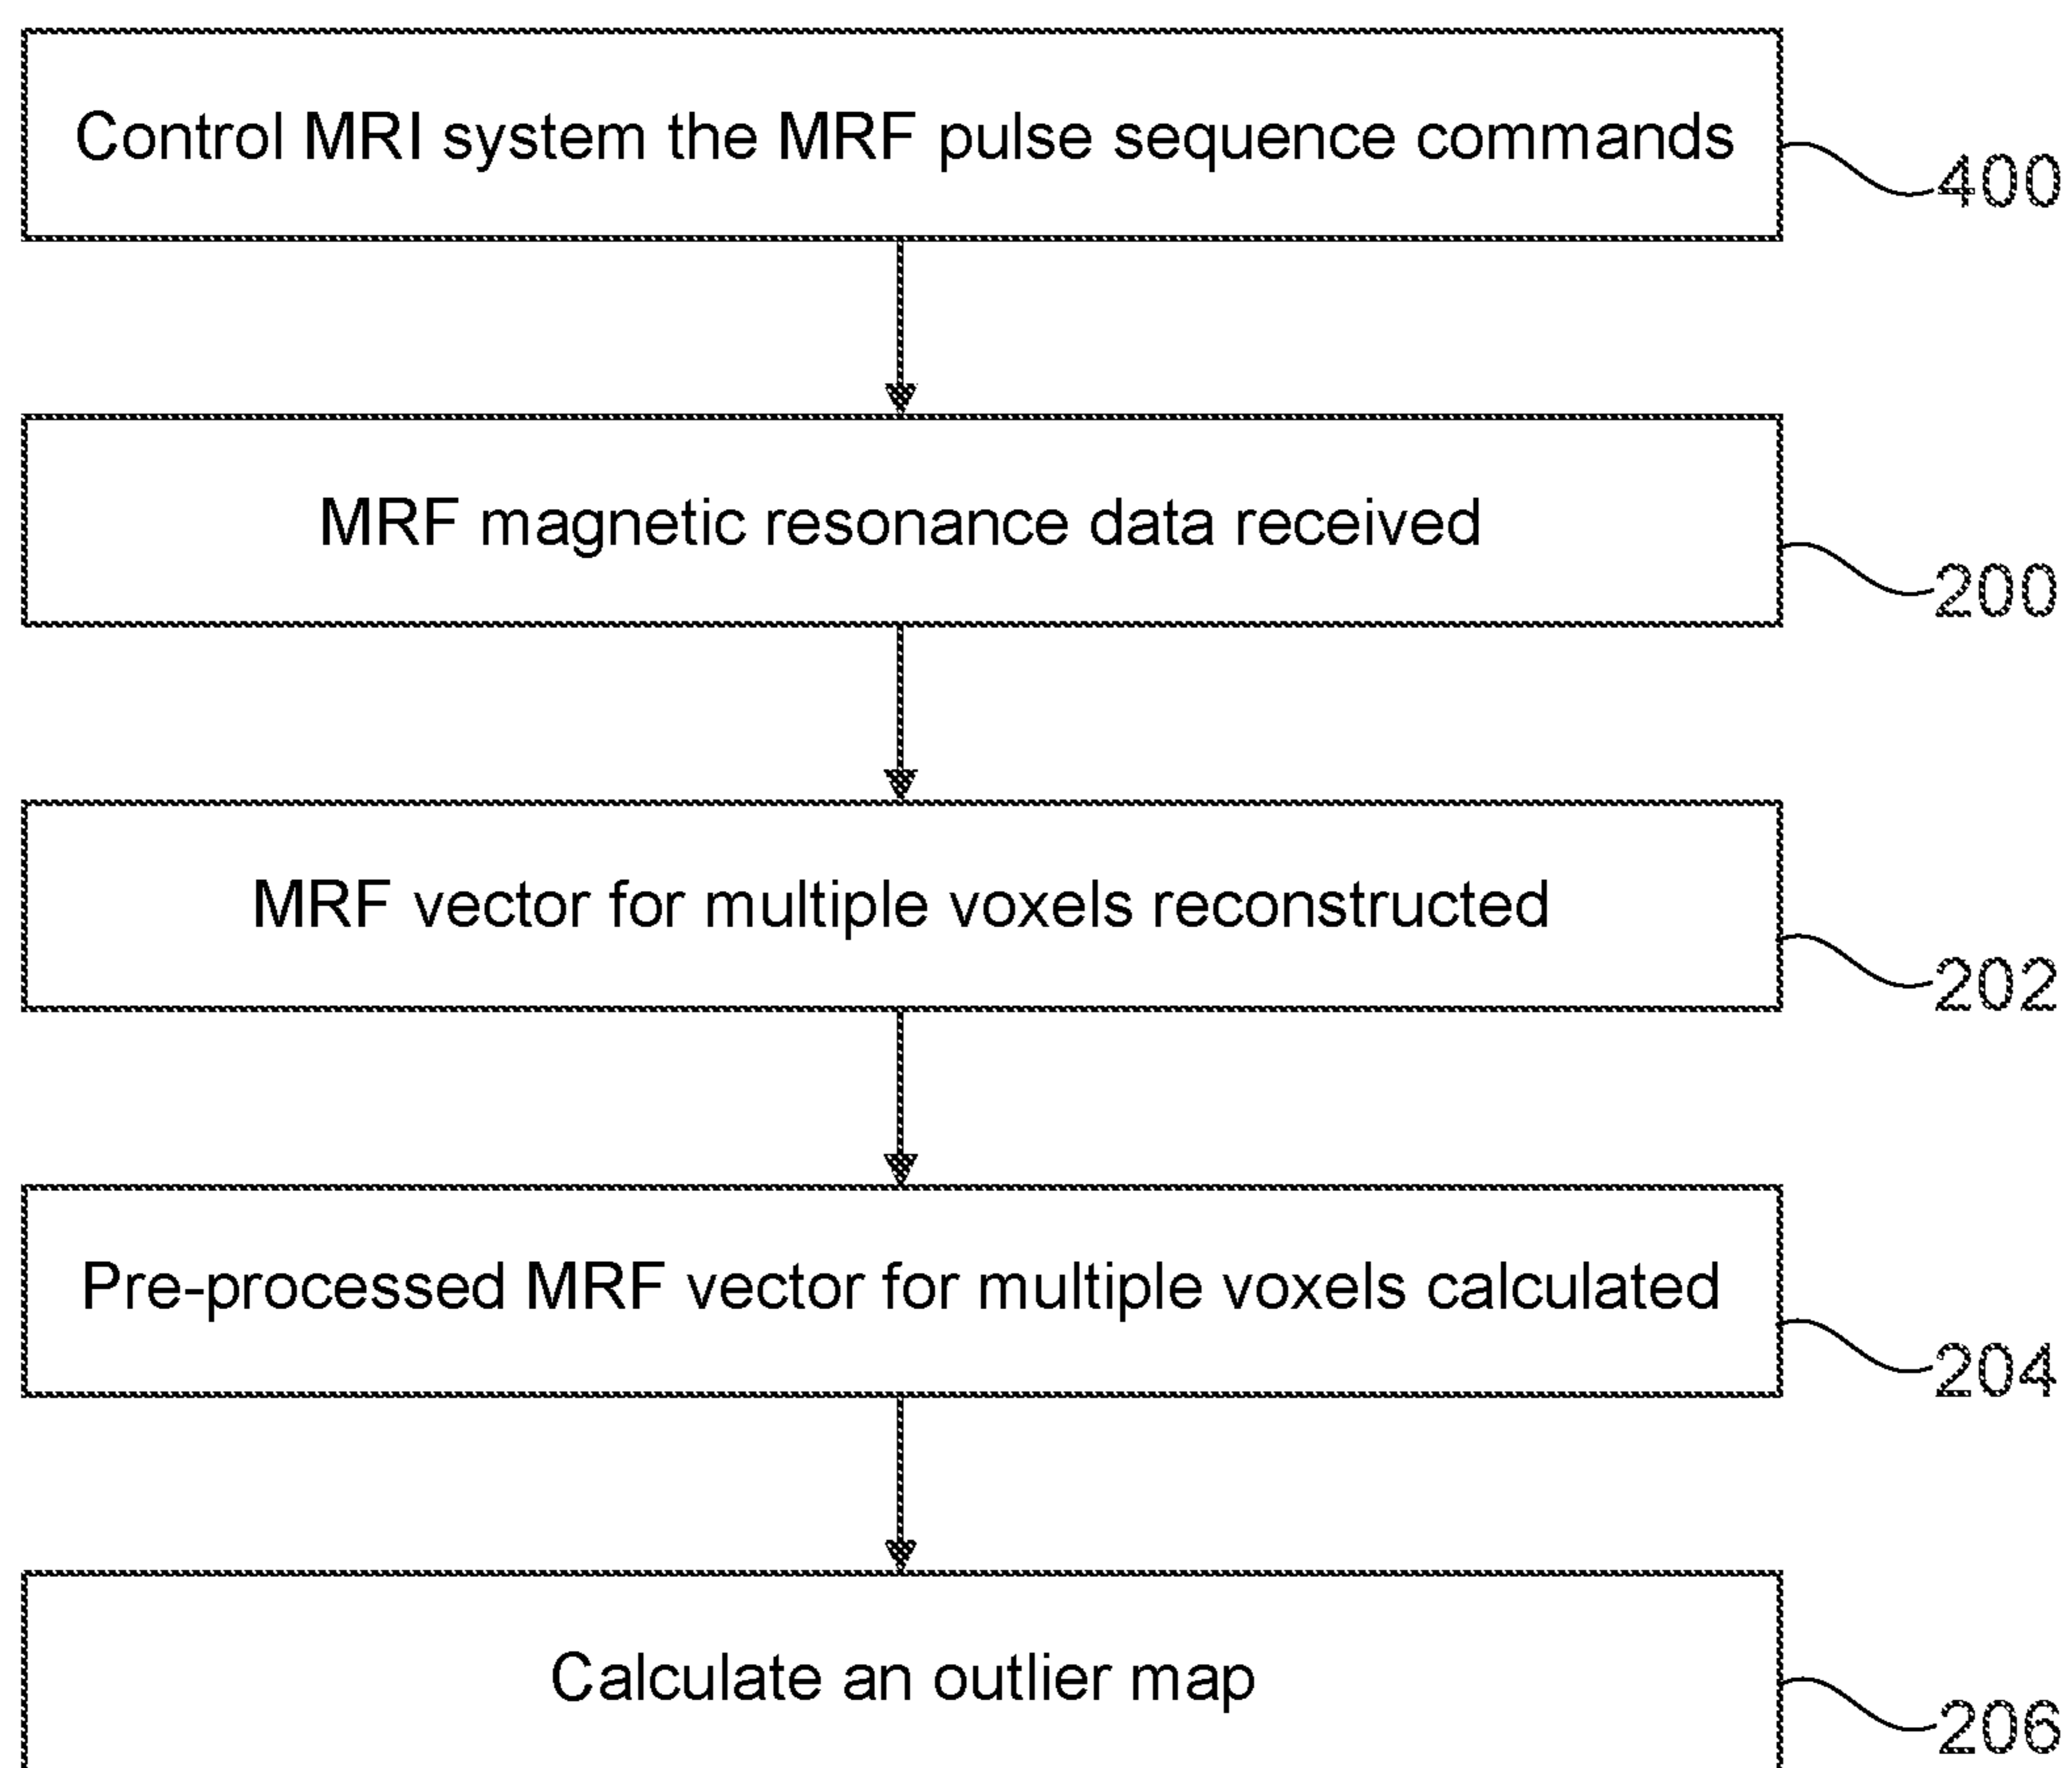 Control MRI system the MRF pulse sequence commands
400
MRF magnetic resonance data received
200
MRF vector for multiple voxels reconstructed
202
Pre-processed MRF vector for multiple voxels calculated
204
Calculate an outlier map
206